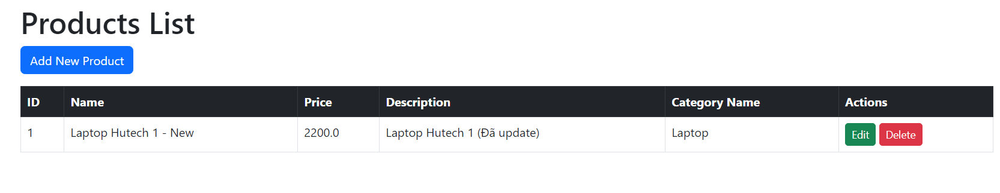 Products List
Add New Product
ID Name Price Description Category Name Actions
1 Laptop Hutech 1 - New 2200.0 Laptop Hutech 1 (Đã update) Laptop Edit Delete